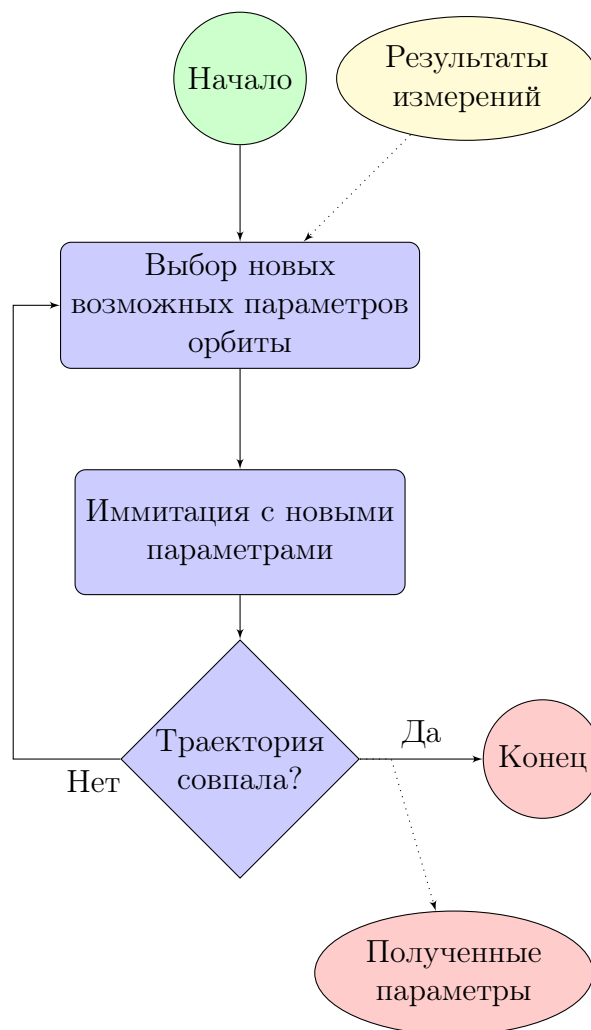 Начало
Результаты
измерений
Выбор новых
возможных параметров
орбиты
Иммитация с новыми
параметрами
Траектория
совпала?
Да
Нет
Конец
Полученные
параметры